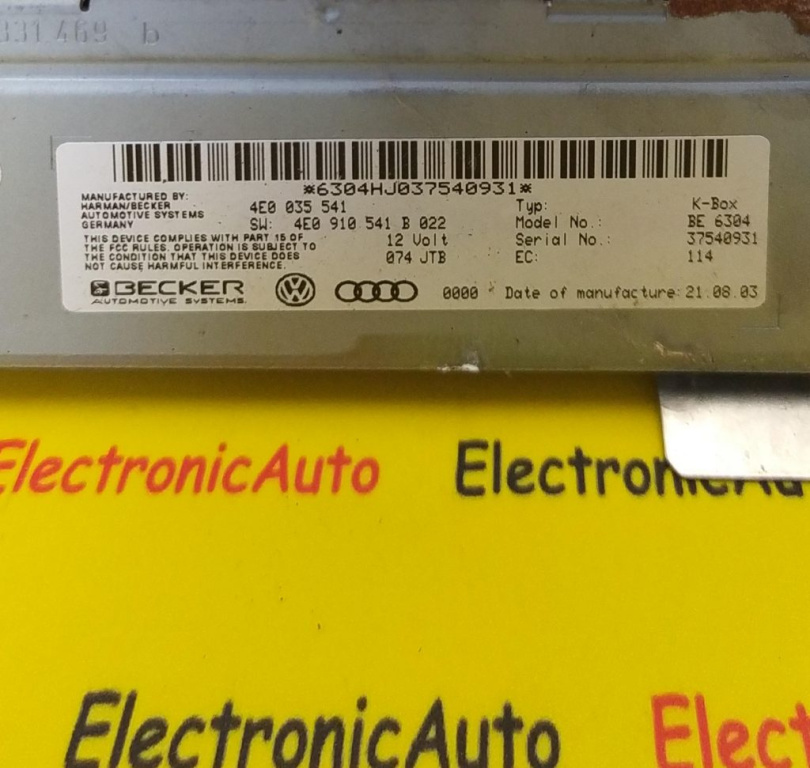 331 469 b
*6304HJ037540931*
MANUFACTURED BY:
HARMAN/BECKER
AUTOMOTIVE SYSTEMS
GERMANY
4E0 035 541
SW: 4E0 910 541 B 022
12 Volt
074 JTB
THIS DEVICE COMPLIES WITH PART 15 OF
THE FCC RULES. OPERATION IS SUBJECT TO
THE CONDITION THAT THIS DEVICE DOES
NOT CAUSE HARMFUL INTERFERENCE.
Typ: K-Box
Model No.: BE 6304
Serial No.: 37540931
EC: 114
BECKER
AUTOMOTIVE SYSTEMS.
0000 Date of manufacture: 21.08.03
ElectronicAuto ElectronicAu
ElectronicAuto Elect